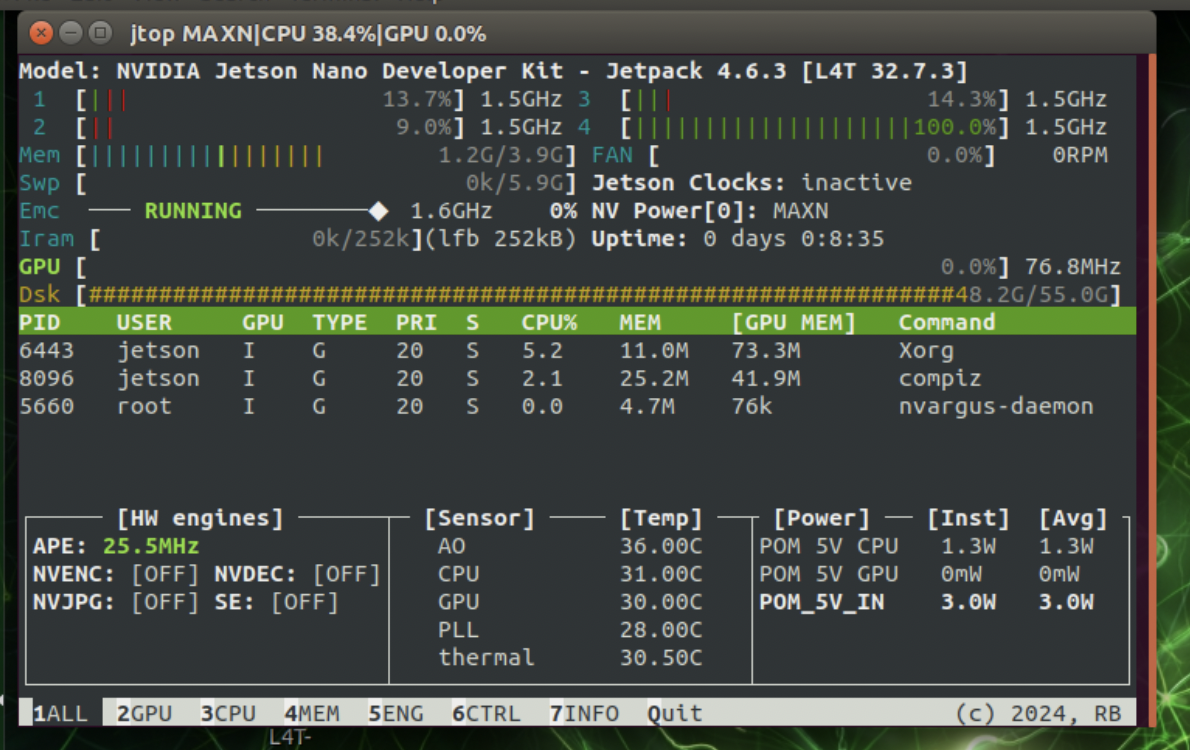 jtop MAXN|CPU 38.4%|GPU 0.0%
Model: NVIDIA Jetson Nano Developer Kit - Jetpack 4.6.3 [L4T 32.7.3]
1 [||| 13.7%] 1.5GHz 3 [||| 14.3%] 1.5GHz
2 [|| 9.0%] 1.5GHz 4 [||||||||||||||||||||100.0%] 1.5GHz
Mem [||||||||||||||||| 1.2G/3.9G] FAN [ 0.0%] 0RPM
Swp [ 0k/5.9G] Jetson Clocks: inactive
Emc RUNNING 1.6GHz 0% NV Power[0]: MAXN
Iram [ 0k/252k](lfb 252kB) Uptime: 0 days 0:8:35
GPU [ 0.0%] 76.8MHz
Dsk [##############################################################48.2G/55.0G]
PID USER GPU TYPE PRI S CPU% MEM [GPU MEM] Command
6443 jetson I G 20 S 5.2 11.0M 73.3M Xorg
8096 jetson I G 20 S 2.1 25.2M 41.9M compiz
5660 root I G 20 S 0.0 4.7M 76k nvargus-daemon
[HW engines] [Sensor] [Temp] [Power] [Inst] [Avg]
APE: 25.5MHz AO 36.00C POM 5V CPU 1.3W 1.3W
NVENC: [OFF] NVDEC: [OFF] CPU 31.00C POM 5V GPU 0mW 0mW
NVJPG: [OFF] SE: [OFF] GPU 30.00C POM_5V_IN 3.0W 3.0W
PLL 28.00C
thermal 30.50C
1ALL 2GPU 3CPU 4MEM 5ENG 6CTRL 7INFO Quit (c) 2024, RB
L4T-